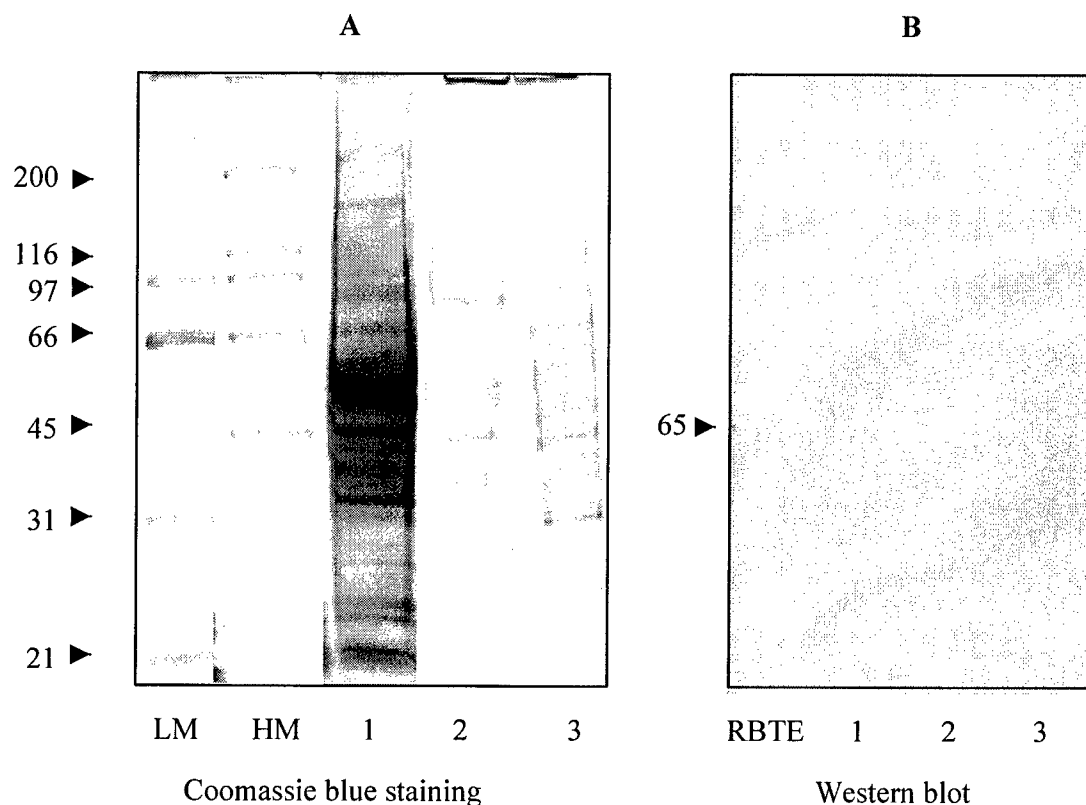 A
B
200
116
97
66
45
31
21
65
LM HM 1 2 3
RBTE 1 2 3
Coomassie blue staining
Western blot